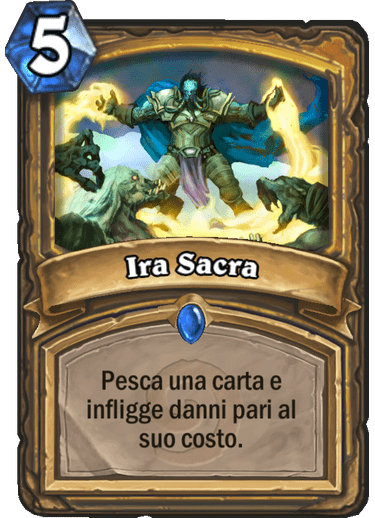 5
Ira Sacra
Pesca una carta e
infligge danni pari al
suo costo.